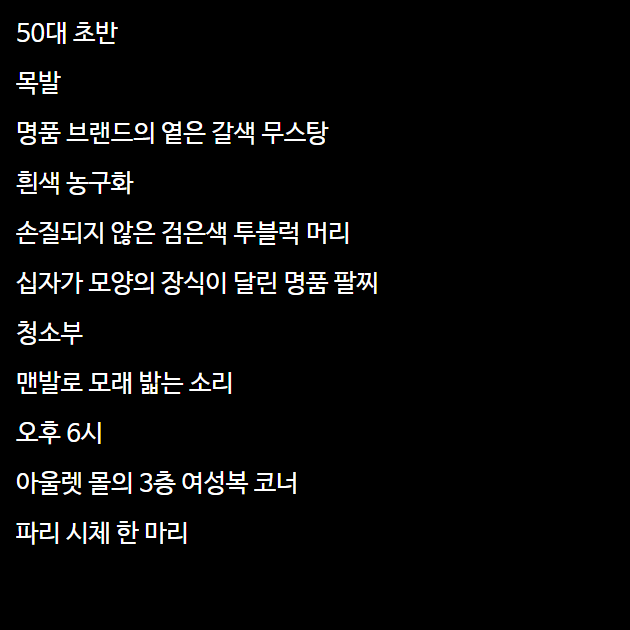 50대 초반
목발
명품 브랜드의 옅은 갈색 무스탕
흰색 농구화
손질되지 않은 검은색 투블럭 머리
십자가 모양의 장식이 달린 명품 팔찌
청소부
맨발로 모래 밟는 소리
오후 6시
아울렛 몰의 3층 여성복 코너
파리 시체 한 마리